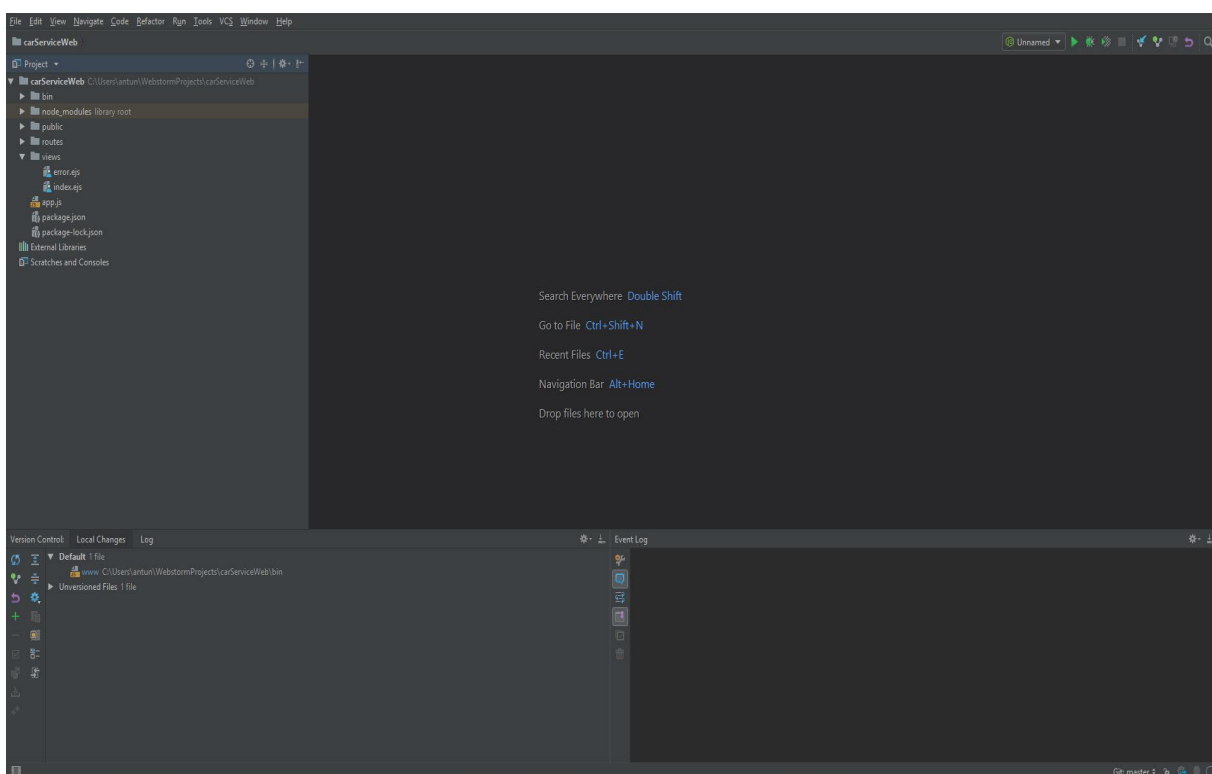 File Edit View Navigate Code Refactor Run Tools VCS Window Help
carServiceWeb
Unnamed
Project
carServiceWeb C:\Users\antun\WebstormProjects\carServiceWeb
bin
node_modules library root
public
routes
views
error.ejs
index.ejs
app.js
package.json
package-lock.json
External Libraries
Scratches and Consoles
Search Everywhere Double Shift
Go to File Ctrl+Shift+N
Recent Files Ctrl+E
Navigation Bar Alt+Home
Drop files here to open
Version Control: Local Changes Log
Event Log
Default 1 file
www C:\Users\antun\WebstormProjects\carServiceWeb\bin
Unversioned Files 1 file
Git: master